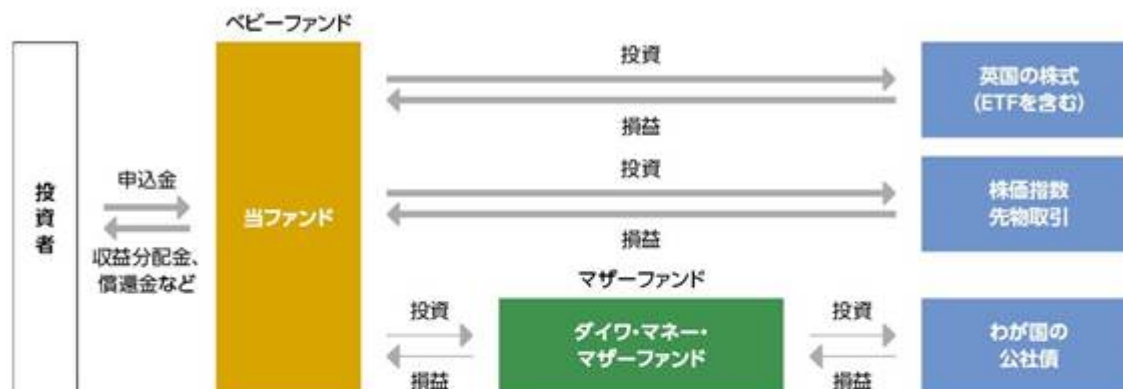 ベビーファンド
投資者
申込金
収益分配金、
償還金など
当ファンド
投資
損益
英国の株式
(ETFを含む)
投資
損益
株価指数
先物取引
マザーファンド
投資
損益
ダイワ・マネー・
マザーファンド
投資
損益
わが国の
公社債